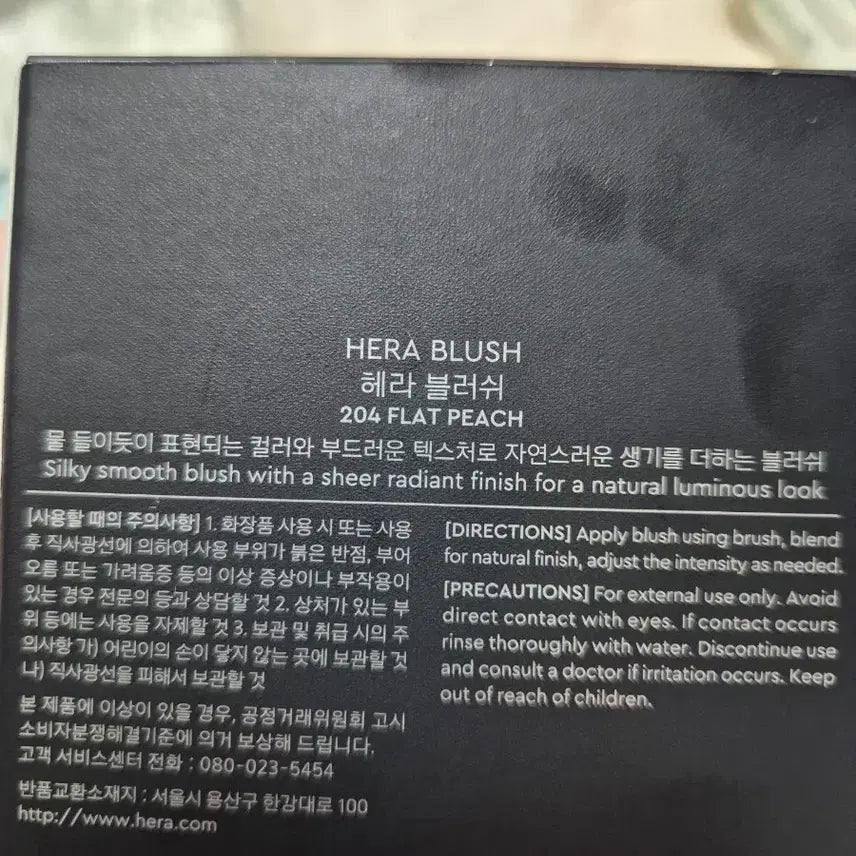 HERA BLUSH
헤라 블러쉬
204 FLAT PEACH
물 들이듯이 표현되는 컬러와 부드러운 텍스처로 자연스러운 생기를 더하는 블러쉬
Silky smooth blush with a sheer radiant finish for a natural luminous look
[사용할 때의 주의사항] 1. 화장품 사용 시 또는 사용
후 직사광선에 의하여 사용 부위가 붉은 반점, 부어
오름 또는 가려움증 등의 이상 증상이나 부작용이
있는 경우 전문의 등과 상담할 것 2. 상처가 있는 부
위 등에는 사용을 자제할 것 3. 보관 및 취급 시의 주
의사항 가) 어린이의 손이 닿지 않는 곳에 보관할 것
나) 직사광선을 피해서 보관할 것
본 제품에 이상이 있을 경우, 공정거래위원회 고시
소비자분쟁해결기준에 의거 보상해 드립니다.
고객 서비스센터 전화 : 080-023-5454
반품교환소재지 : 서울시 용산구 한강대로 100
http://www.hera.com
[DIRECTIONS] Apply blush using brush, blend
for natural finish, adjust the intensity as needed.
[PRECAUTIONS] For external use only. Avoid
direct contact with eyes. If contact occurs
rinse thoroughly with water. Discontinue use
and consult a doctor if irritation occurs. Keep
out of reach of children.